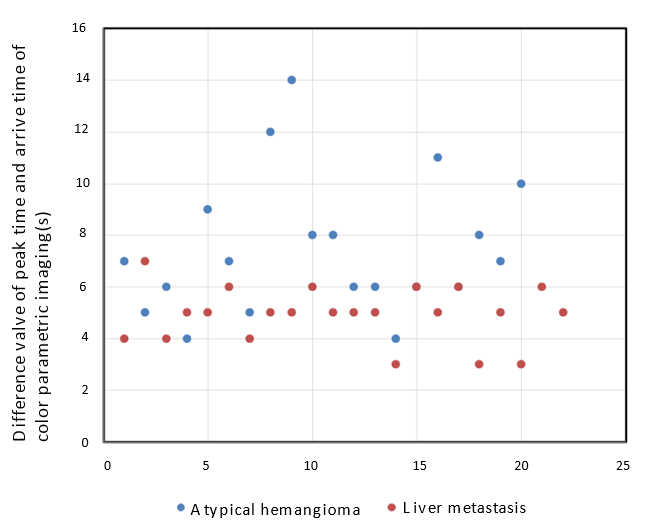 Difference valve of peak time and arrive time of
color parametric imaging(s)
16
14
12
10
8
6
4
2
0
0 5 10 15 20 25
Atypical hemangioma Liver metastasis